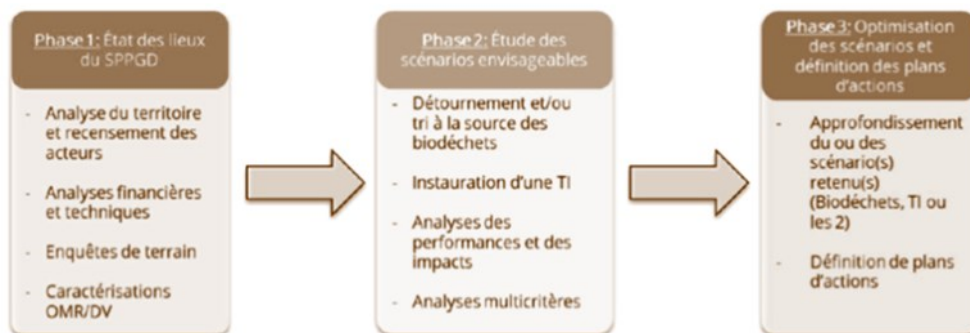 Phase 1: État des lieux
du SPPGD
- Analyse du territoire
et recensement des
acteurs
- Analyses financières
et techniques
- Enquêtes de terrain
- Caractérisations
OMR/DV
Phase 2: Étude des
scénarios envisageables
- Détournement et/ou
tri à la source des
biodéchets
- Instauration d'une TI
- Analyses des
performances et des
impacts
- Analyses multicritères
Phase 3: Optimisation
des scénarios et
définition des plans
d'actions
- Approfondissement
du ou des
scénario(s)
retenu(s)
(Biodéchets, TI ou
les 2)
- Définition de plans
d'actions